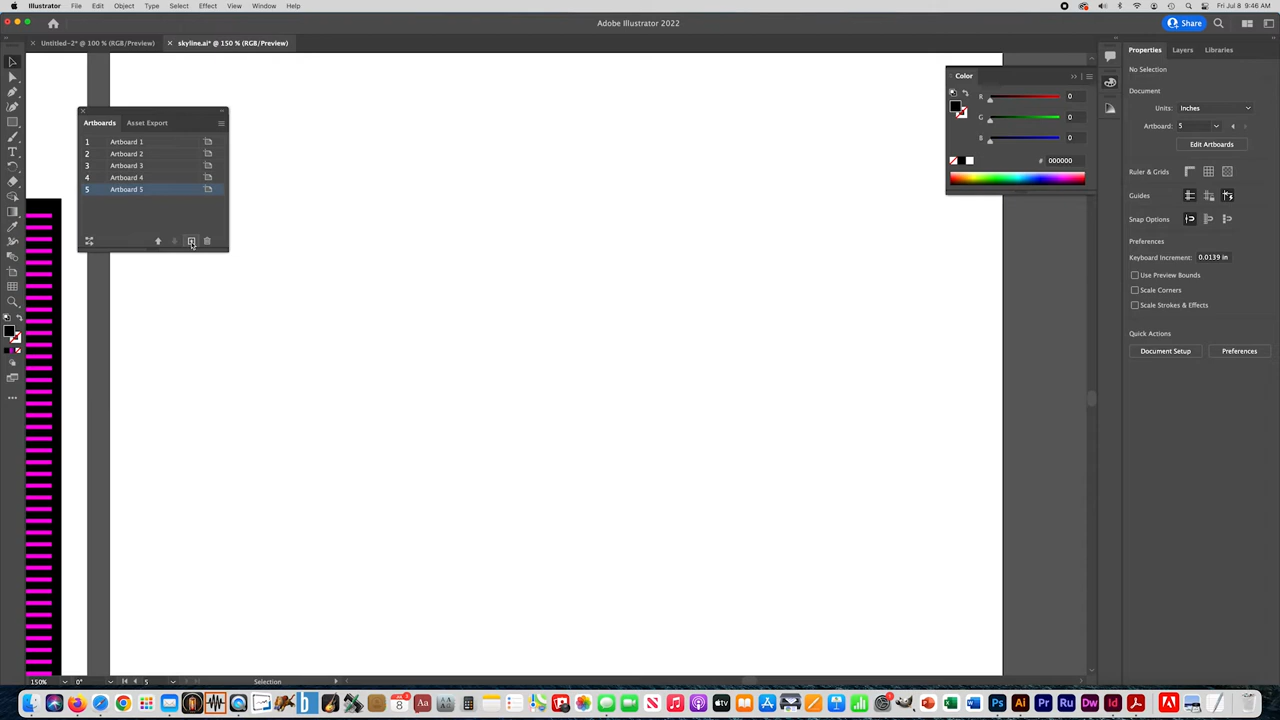 Illustrator File Edit Object Type Select Effect View Window Help Fri Jul 8 9:46 AM
Adobe Illustrator 2022
Share
Untitled-2* @ 100 % (RGB/Preview) skyline.ai* @ 150 % (RGB/Preview)
Artboards Asset Export
1 Artboard 1
2 Artboard 2
3 Artboard 3
4 Artboard 4
5 Artboard 5
Color
R 0
G 0
B 0
# 000000
Properties Layers Libraries
No Selection
Document
Units: Inches
Artboard: 5
Edit Artboards
Ruler & Grids
Guides
Snap Options
Preferences
Keyboard Increment: 0.0139 in
Use Preview Bounds
Scale Corners
Scale Strokes & Effects
Quick Actions
Document Setup Preferences
150% 0° 5 Selection